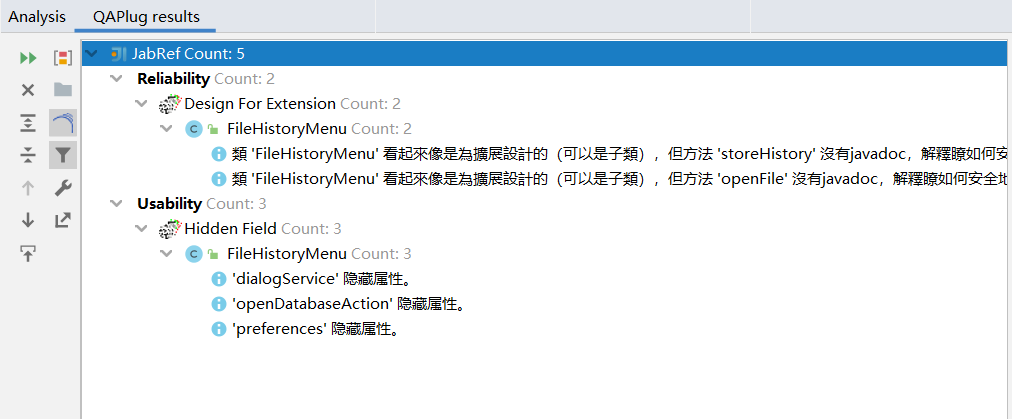 Analysis QAPlug results
JabRef Count: 5
Reliability Count: 2
Design For Extension Count: 2
FileHistoryMenu Count: 2
類 'FileHistoryMenu' 看起來像是為擴展設計的（可以是子類），但方法 'storeHistory' 沒有javadoc，解釋瞭如何安
類 'FileHistoryMenu' 看起來像是為擴展設計的（可以是子類），但方法 'openFile' 沒有javadoc，解釋瞭如何安全地
Usability Count: 3
Hidden Field Count: 3
FileHistoryMenu Count: 3
'dialogService' 隐藏属性。
'openDatabaseAction' 隐藏属性。
'preferences' 隐藏属性。